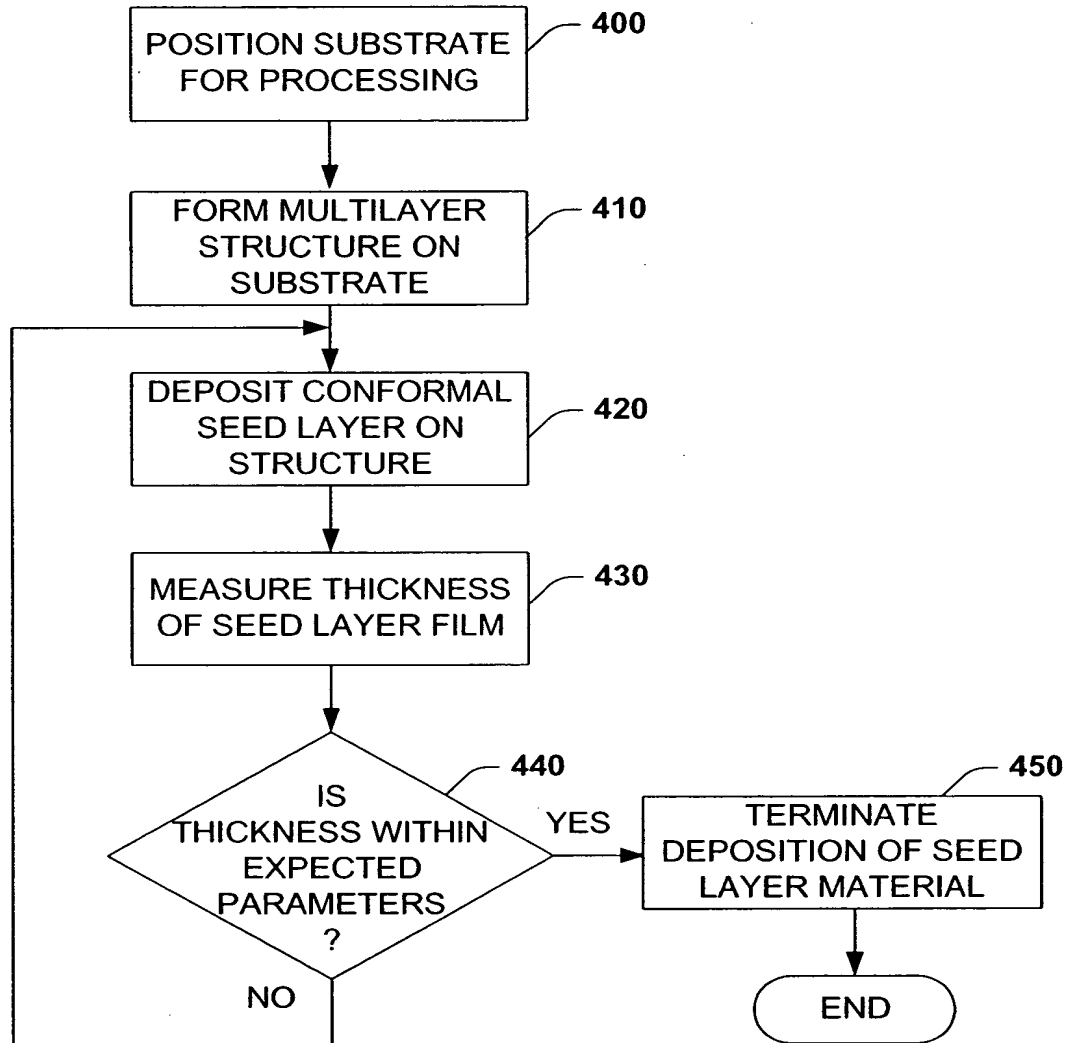 POSITION SUBSTRATE
FOR PROCESSING
400
FORM MULTILAYER
STRUCTURE ON
SUBSTRATE
410
DEPOSIT CONFORMAL
SEED LAYER ON
STRUCTURE
420
MEASURE THICKNESS
OF SEED LAYER FILM
430
IS
THICKNESS WITHIN
EXPECTED
PARAMETERS
?
440
YES
NO
TERMINATE
DEPOSITION OF SEED
LAYER MATERIAL
450
END